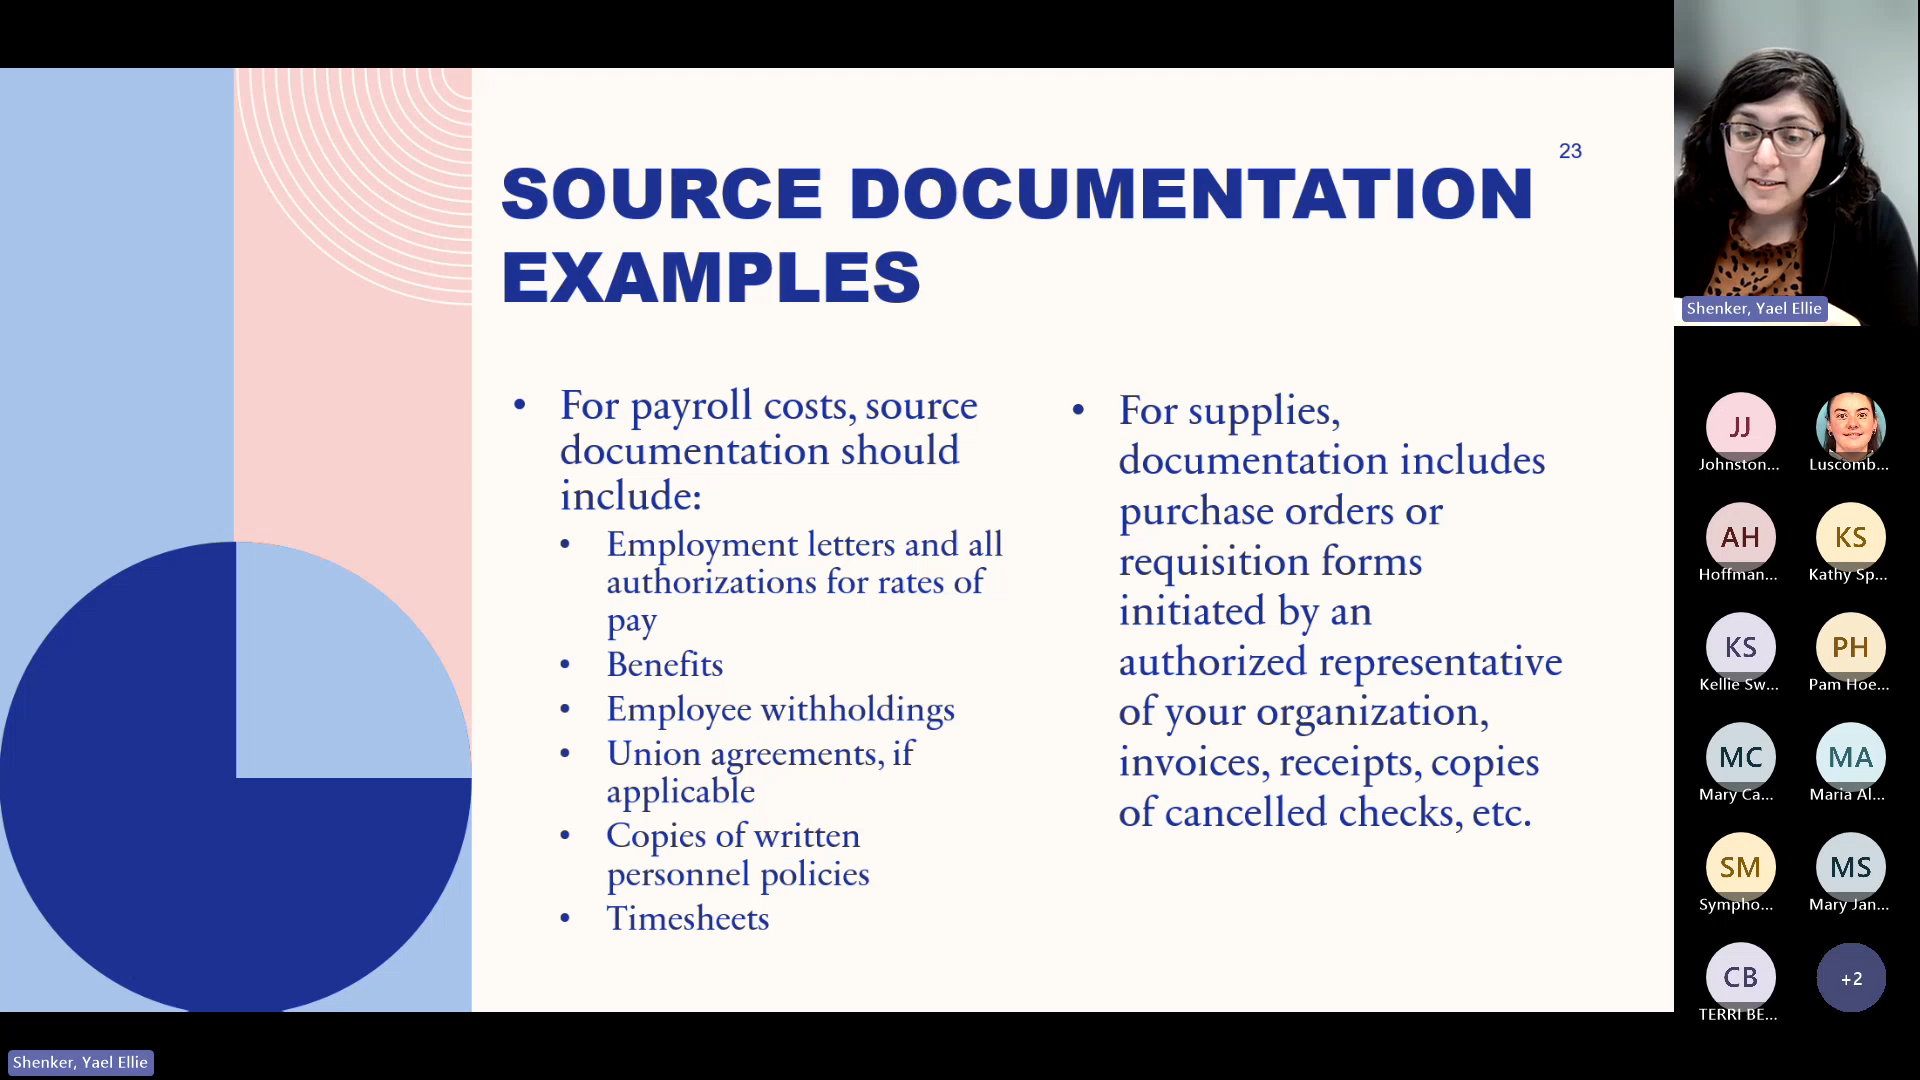 23
SOURCE DOCUMENTATION
EXAMPLES
• For payroll costs, source
documentation should
include:
• Employment letters and all
authorizations for rates of
pay
• Benefits
• Employee withholdings
• Union agreements, if
applicable
• Copies of written
personnel policies
• Timesheets
• For supplies,
documentation includes
purchase orders or
requisition forms
initiated by an
authorized representative
of your organization,
invoices, receipts, copies
of cancelled checks, etc.
Shenker, Yael Ellie
JJ
Johnston...
Luscomb...
AH
Hoffman...
KS
Kathy Sp...
KS
Kellie Sw...
PH
Pam Hoe...
MC
Mary Ca...
MA
Maria Al...
SM
Sympho...
MS
Mary Jan...
CB
TERRI BE...
+2
Shenker, Yael Ellie